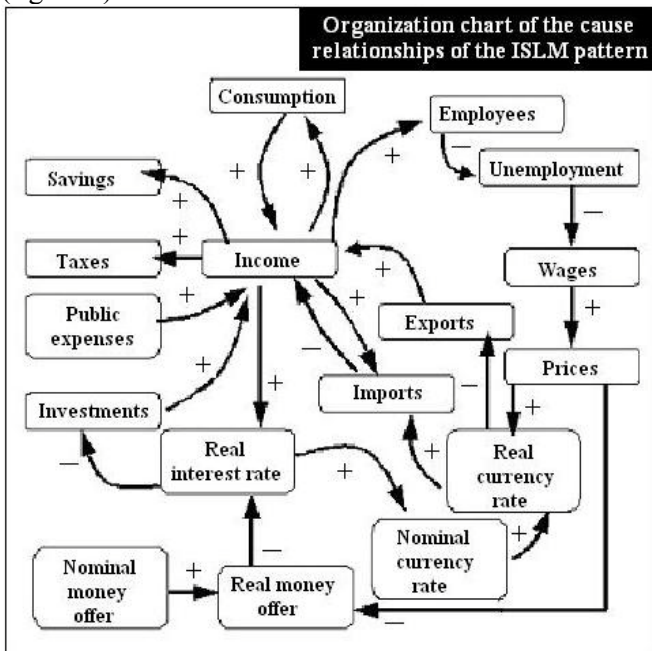 Organization chart of the cause
relationships of the ISLM pattern
Consumption
Employees
Savings
Unemployment
Taxes
Income
Wages
Public
expenses
Exports
Prices
Investments
Imports
Real
interest rate
Real
currency
rate
Nominal
money
offer
Real money
offer
Nominal
currency
rate
+
+
+
−
+
+
−
+
+
+
−
+
+
+
−
−
+
−
+
+
+
−
+
−